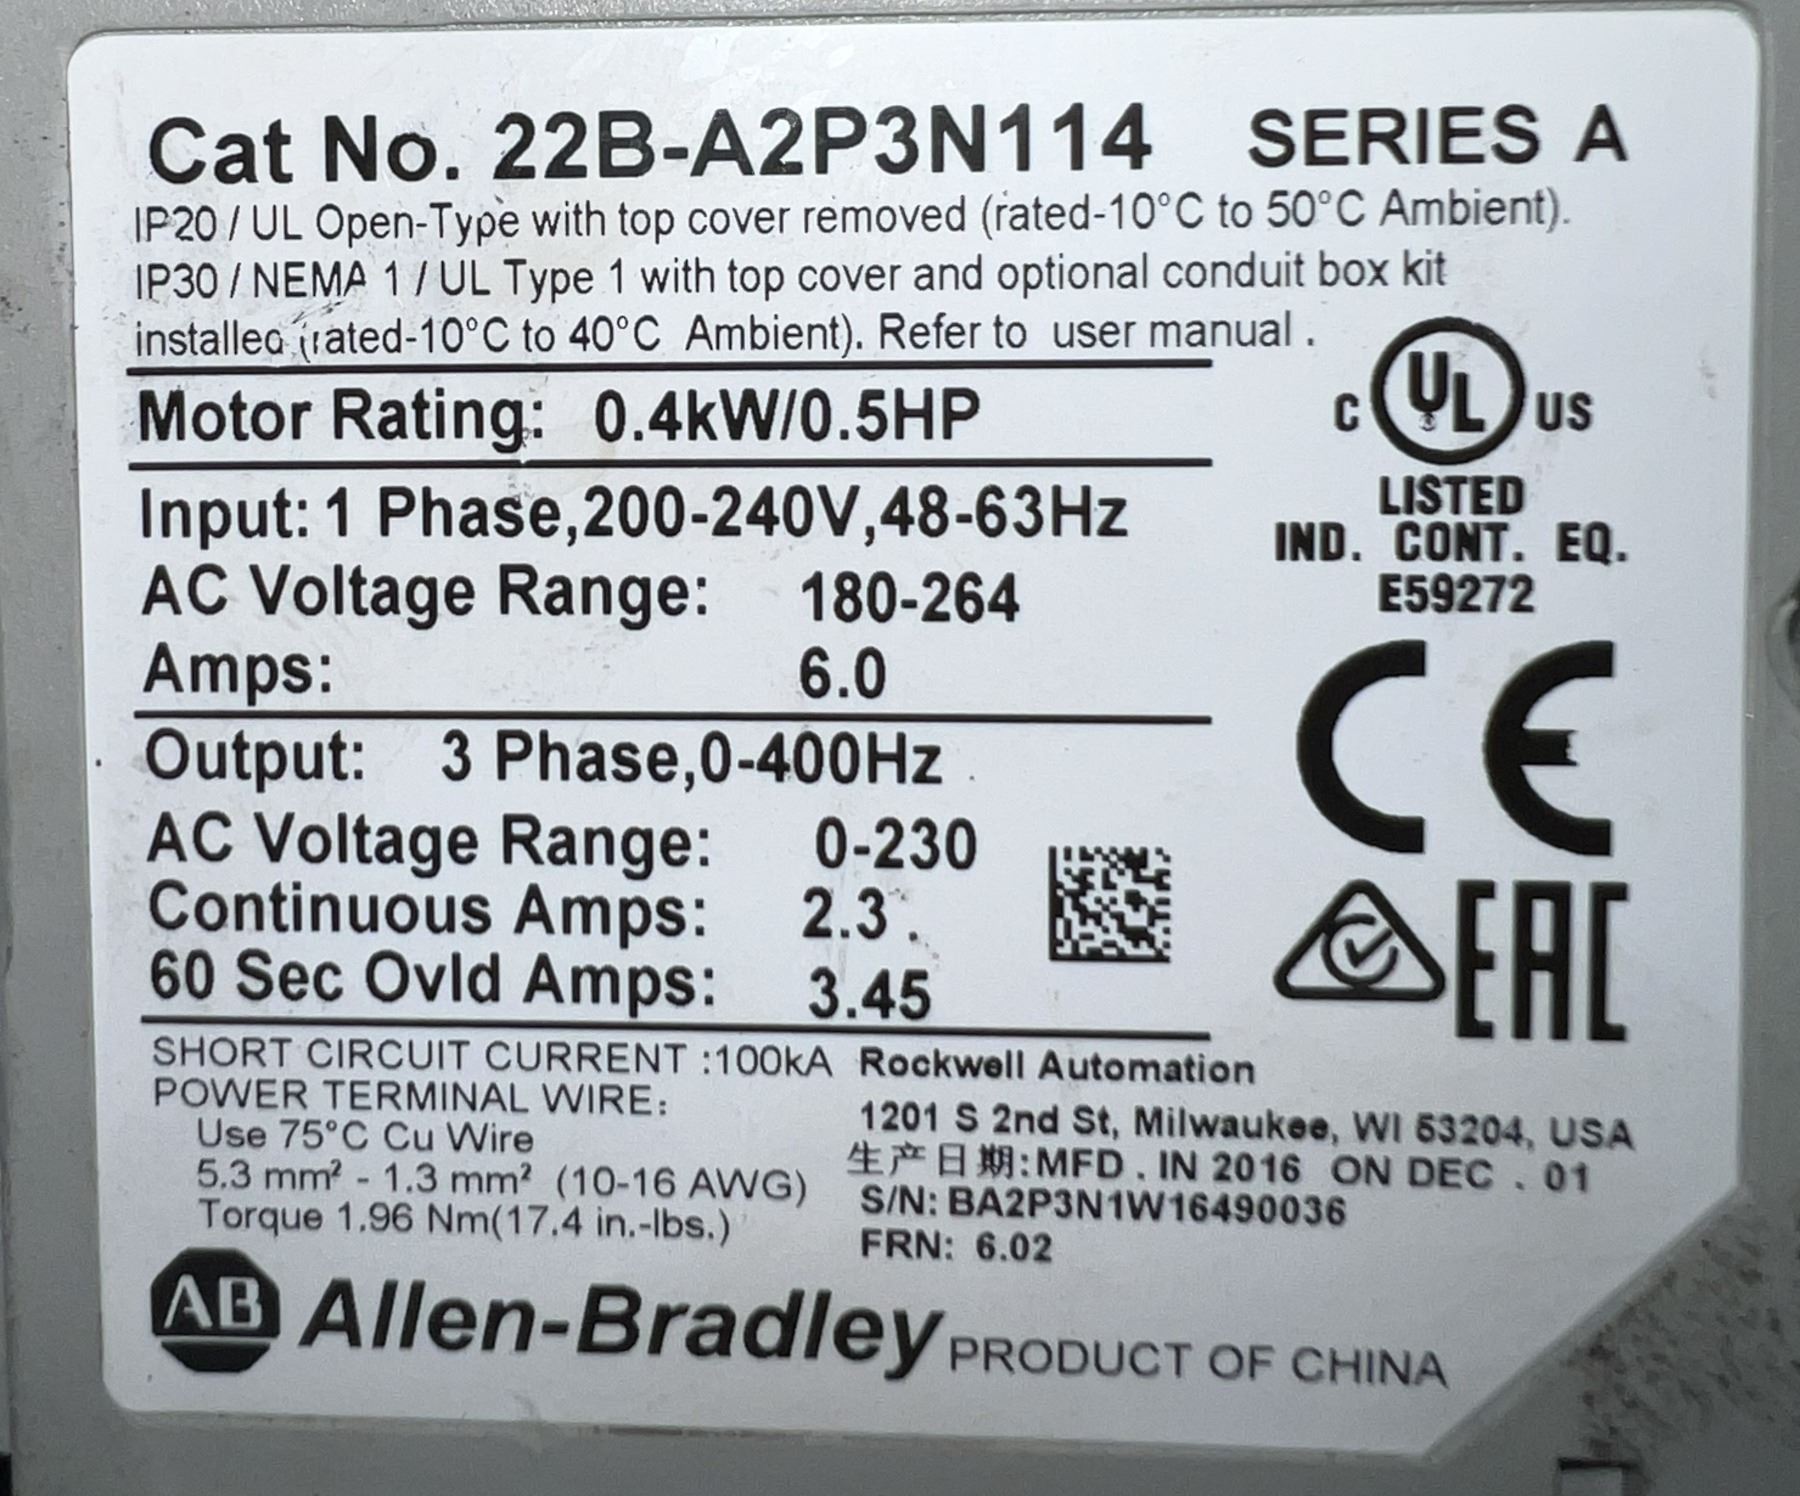 Cat No. 22B-A2P3N114 SERIES A
IP20 / UL Open-Type with top cover removed (rated-10°C to 50°C Ambient).
IP30 / NEMA 1 / UL Type 1 with top cover and optional conduit box kit
installed (rated-10°C to 40°C Ambient). Refer to user manual .
Motor Rating: 0.4kW/0.5HP
C UL US
LISTED
IND. CONT. EQ.
E59272
Input: 1 Phase,200-240V,48-63Hz
AC Voltage Range: 180-264
Amps: 6.0
CE
Output: 3 Phase,0-400Hz
AC Voltage Range: 0-230
Continuous Amps: 2.3
60 Sec Ovld Amps: 3.45
EAC
SHORT CIRCUIT CURRENT :100kA
POWER TERMINAL WIRE:
Use 75°C Cu Wire
5.3 mm² - 1.3 mm² (10-16 AWG)
Torque 1.96 Nm(17.4 in.-lbs.)
Rockwell Automation
1201 S 2nd St, Milwaukee, WI 53204, USA
生产日期:MFD . IN 2016 ON DEC . 01
S/N: BA2P3N1W16490036
FRN: 6.02
AB Allen-Bradley PRODUCT OF CHINA